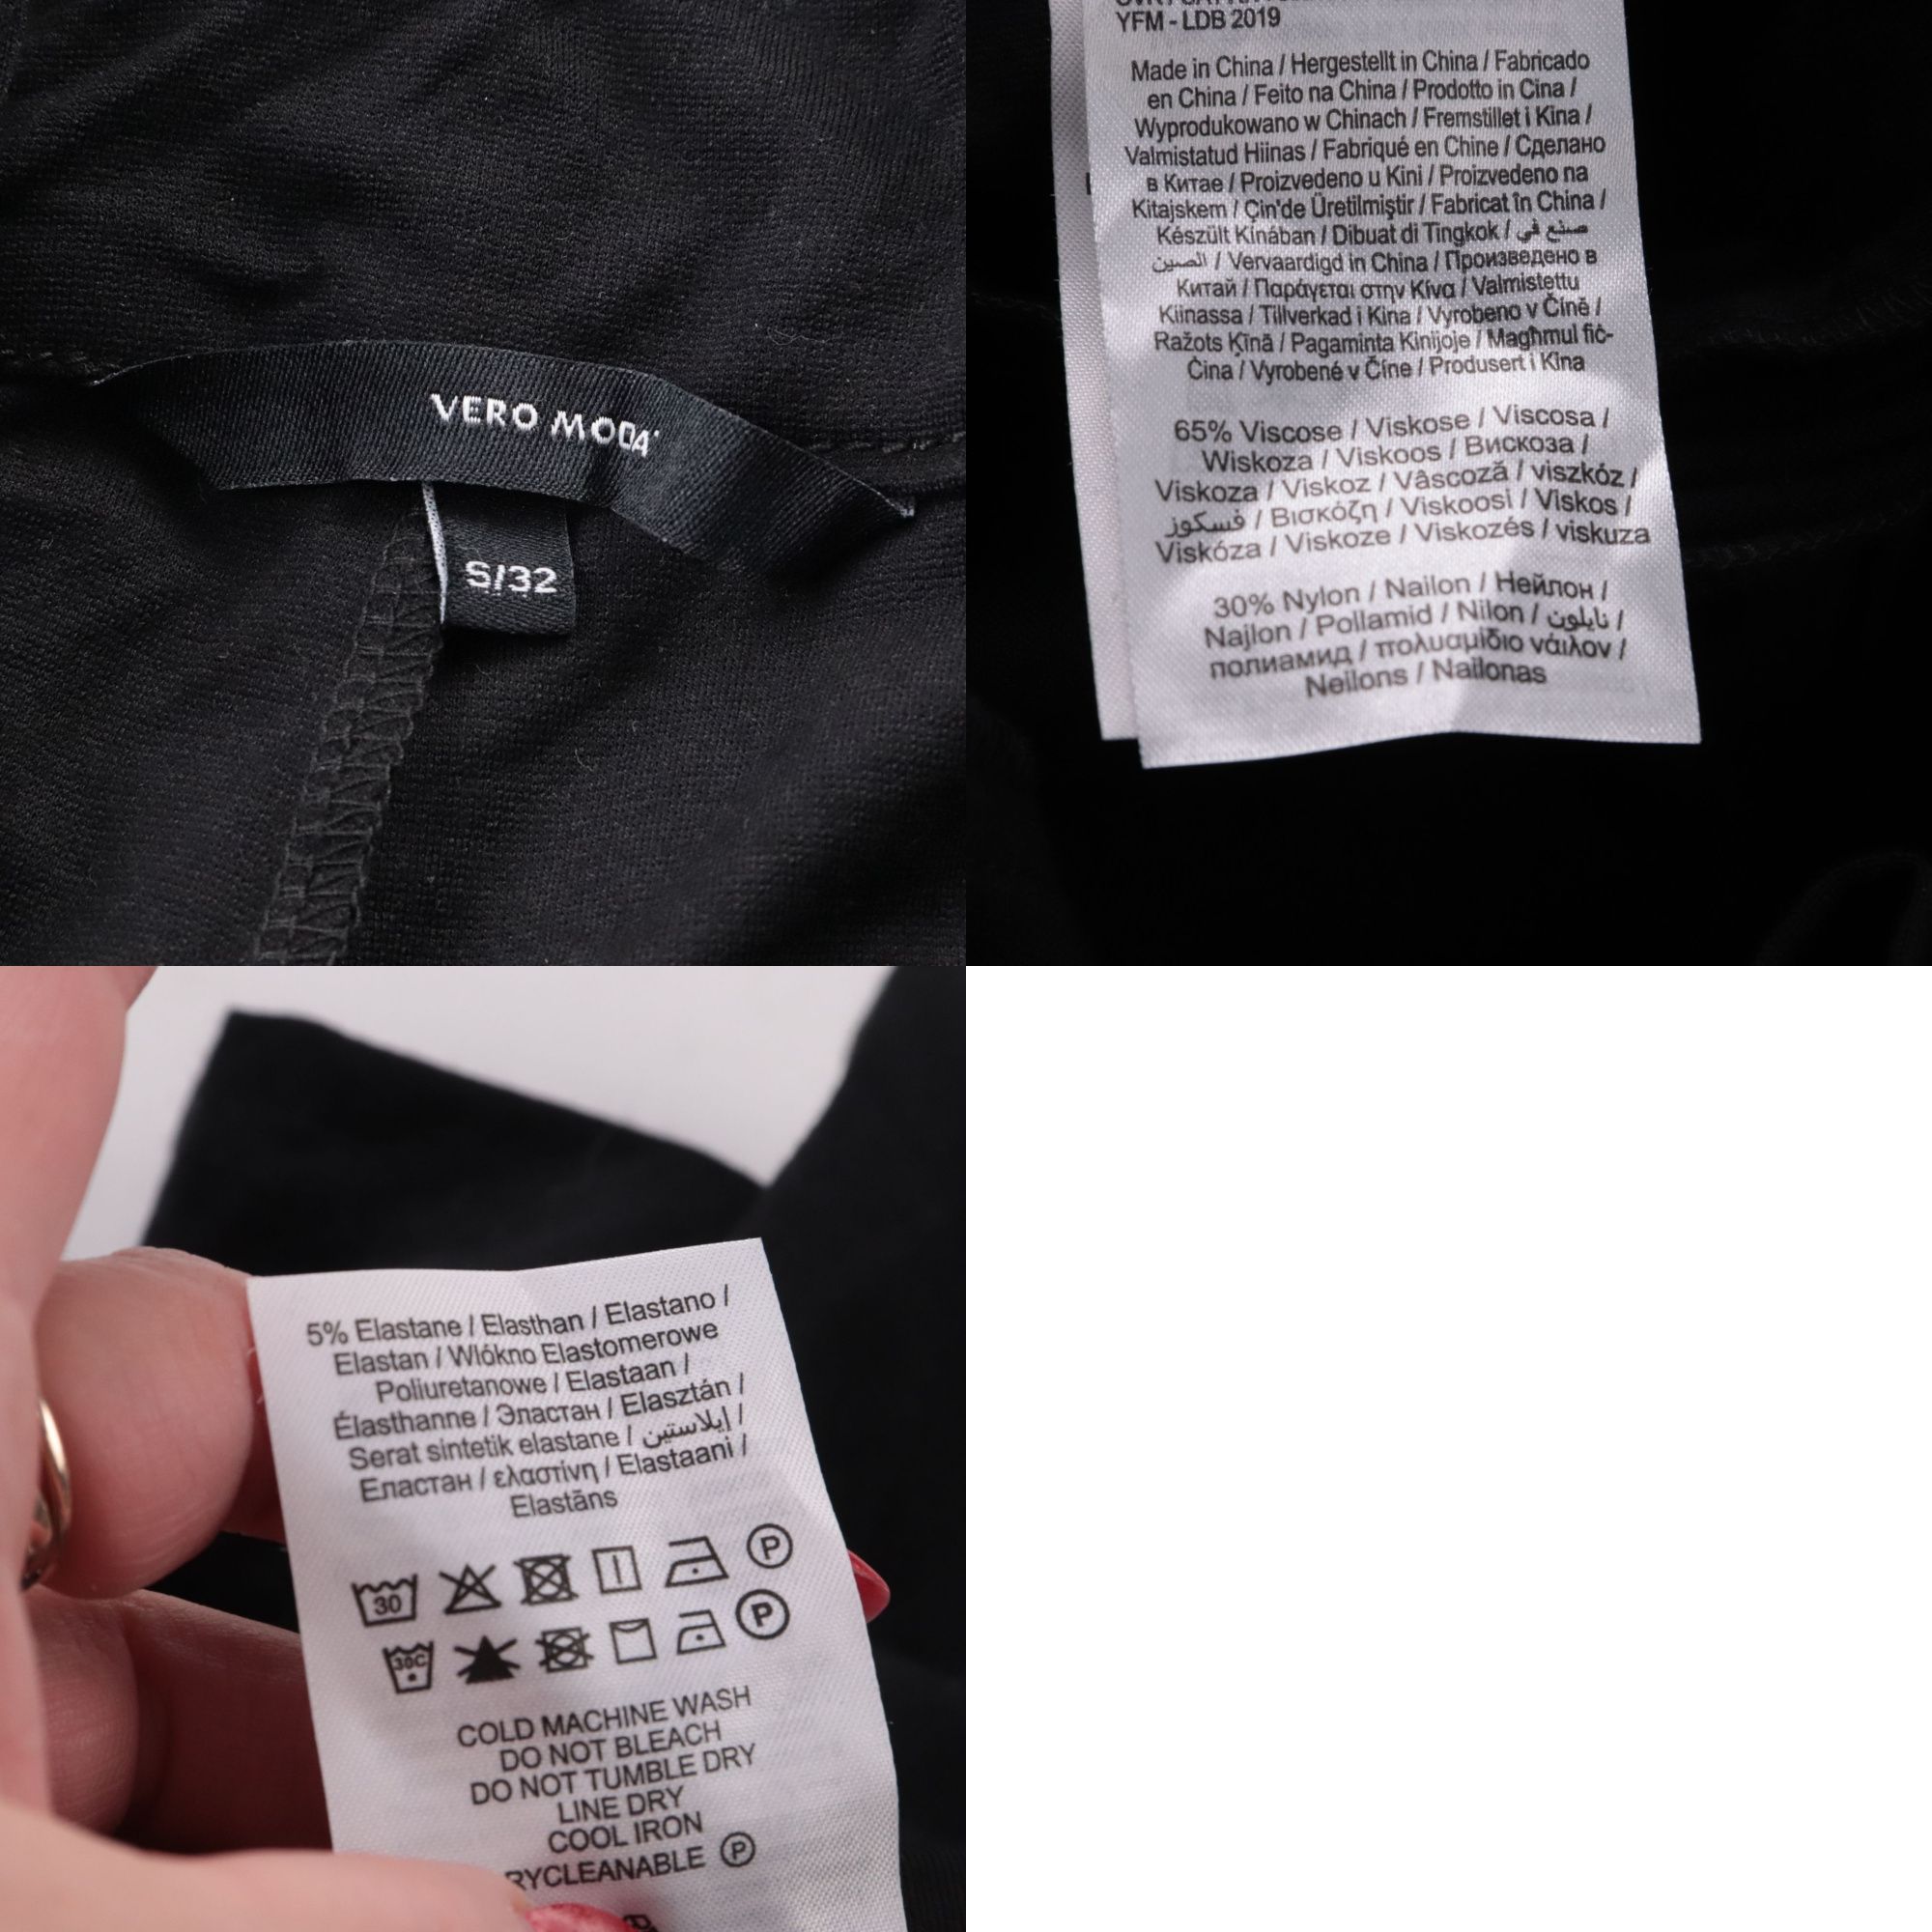 VERO MODA
S/32
YFM - LDB 2019
Made in China / Hergestellt in China / Fabricado
en China / Feito na China / Prodotto in Cina /
Wyprodukowano w Chinach / Fremstillet i Kina /
Valmistatud Hiinas / Fabriqué en Chine / Сделано
в Китае / Proizvedeno u Kini / Proizvedeno na
Kitajskem / Çin'de Üretilmiştir / Fabricat în China /
Készült Kínában / Dibuat di Tingkok / صنع في
الصين / Vervaardigd in China / Произведено в
Китай / Παράγεται στην Κίνα / Valmistettu
Kiinassa / Tillverkad i Kina / Vyrobeno v Číně /
Ražots Ķīnā / Pagaminta Kinijoje / Magħmul fiċ-
Ċina / Vyrobené v Číne / Produsert i Kina
65% Viscose / Viskose / Viscosa /
Wiskoza / Viskoos / Вискоза /
Viskoza / Viskoz / Vâscoză / viszkóz /
فسكوز / Βισκόζη / Viskoosi / Viskos /
Viskóza / Viskoze / Viskozés / viskuza
30% Nylon / Nailon / Нейлон /
Najlon / Pollamid / Nilon / نايلون /
полиамид / πολυαμίδιο νάιλον /
Neilons / Nailonas
5% Elastane / Elasthan / Elastano /
Elastan / Wlókno Elastomerowe
Poliuretanowe / Elastaan /
Élasthanne / Эластан / Elasztán /
Serat sintetik elastane / إيلاستين /
Еластан / ελαστίνη / Elastaani /
Elastāns
30 P
30C P
COLD MACHINE WASH
DO NOT BLEACH
DO NOT TUMBLE DRY
LINE DRY
COOL IRON
RYCLEANABLE P